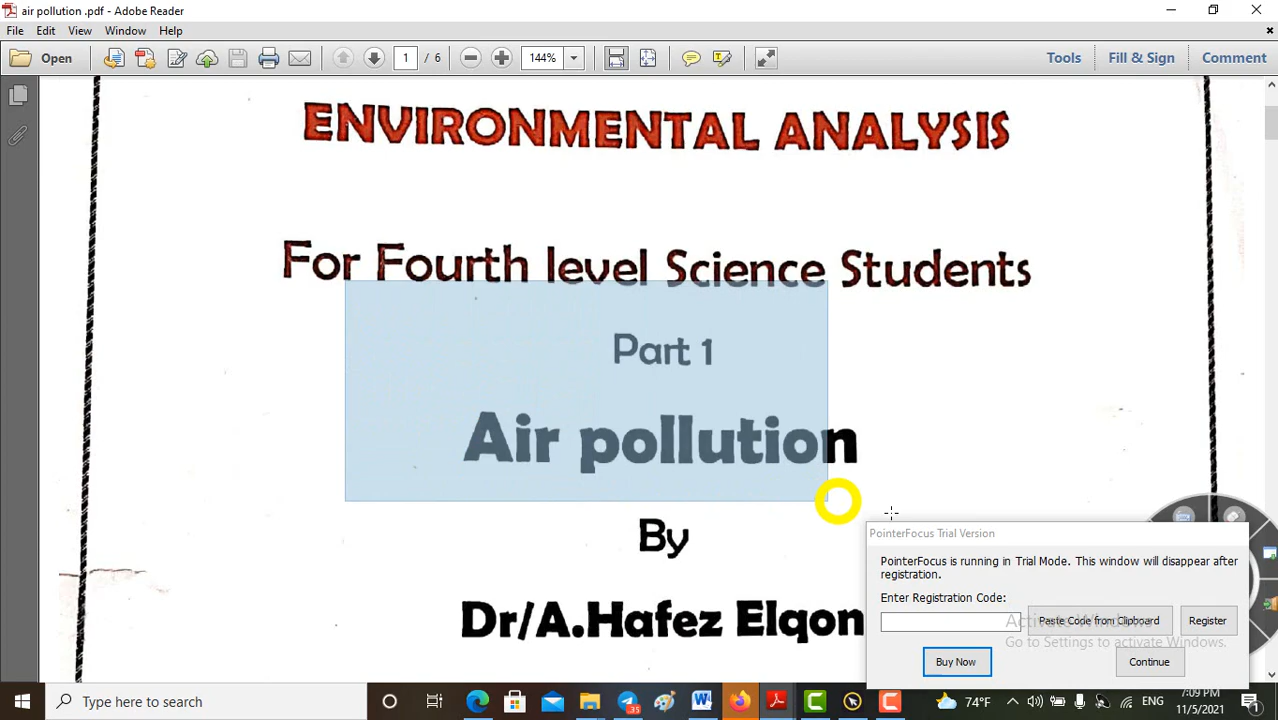 air pollution .pdf - Adobe Reader
File Edit View Window Help
Open 1 / 6 144% Tools Fill & Sign Comment
ENVIRONMENTAL ANALYSIS
For Fourth level Science Students
Part 1
Air pollution
By
Dr/A.Hafez Elqon
PointerFocus Trial Version
PointerFocus is running in Trial Mode. This window will disappear after
registration.
Enter Registration Code:
Paste Code from Clipboard Register
Activate Windows
Go to Settings to activate Windows.
Buy Now Continue
Type here to search 35 74°F ENG 7:09 PM
11/5/2021 1